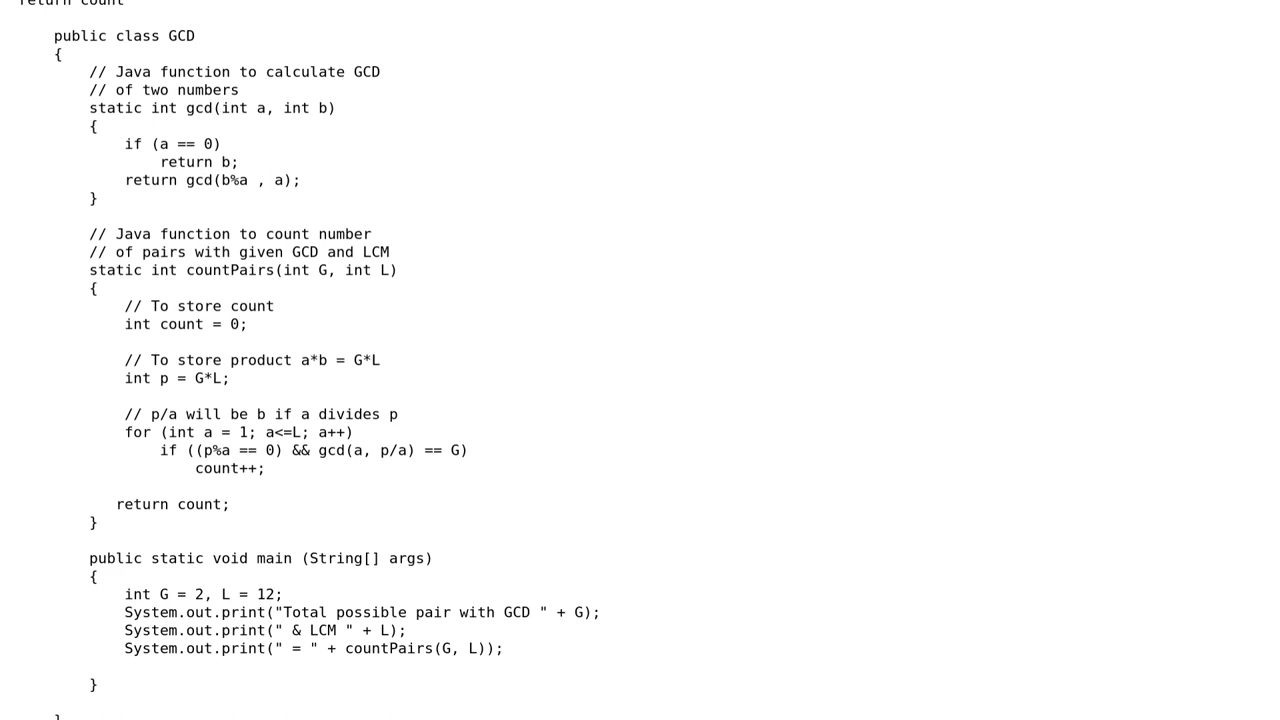 return count
public class GCD
{
// Java function to calculate GCD
// of two numbers
static int gcd(int a, int b)
{
if (a == 0)
return b;
return gcd(b%a , a);
}
// Java function to count number
// of pairs with given GCD and LCM
static int countPairs(int G, int L)
{
// To store count
int count = 0;
// To store product a*b = G*L
int p = G*L;
// p/a will be b if a divides p
for (int a = 1; a<=L; a++)
if ((p%a == 0) && gcd(a, p/a) == G)
count++;
return count;
}
public static void main (String[] args)
{
int G = 2, L = 12;
System.out.print("Total possible pair with GCD " + G);
System.out.print(" & LCM " + L);
System.out.print(" = " + countPairs(G, L));
}
}